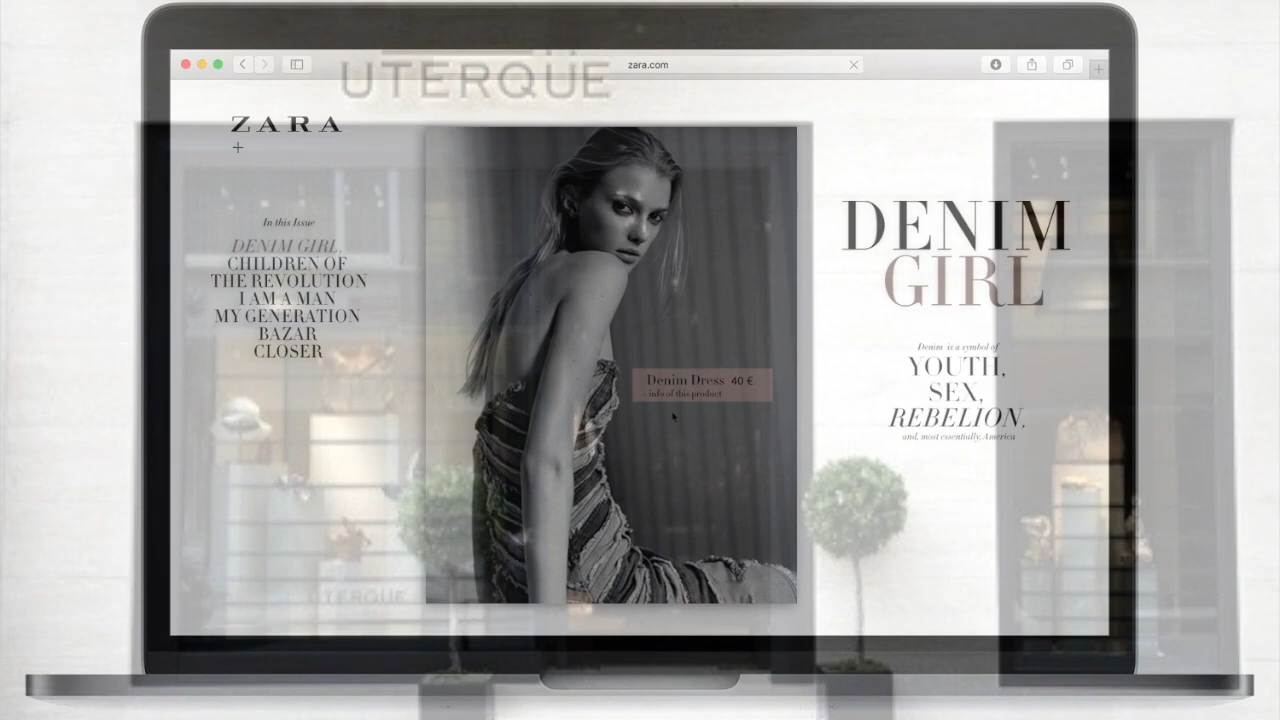 UTERQÜE
zara.com
ZARA
+
In this Issue
DENIM GIRL,
CHILDREN OF
THE REVOLUTION
I AM A MAN
MY GENERATION
BAZAR
CLOSER
Denim Dress 40 €
info of this product
DENIM
GIRL
Denim is a symbol of
YOUTH,
SEX,
REBELION,
and, most essentially, America
UTERQÜE